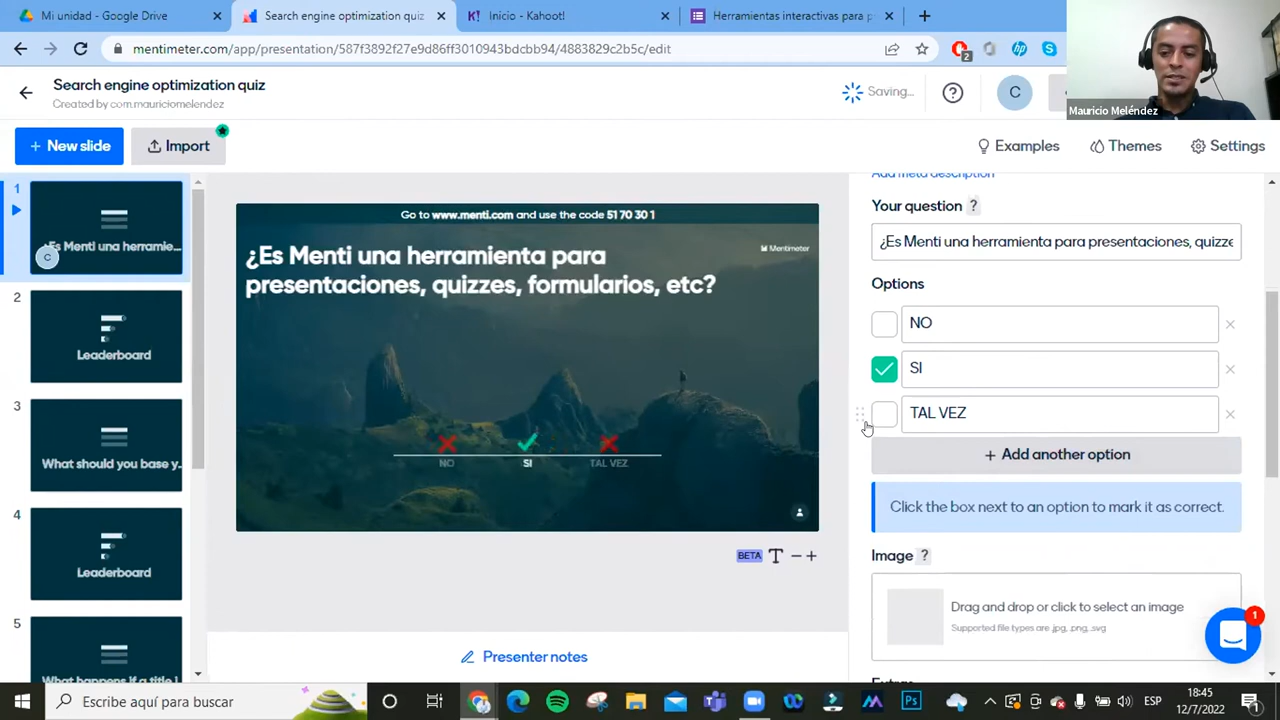 Mi unidad - Google Drive
Search engine optimization quiz
Inicio - Kahoot!
Herramientas interactivas para p
mentimeter.com/app/presentation/587f3892f27e9d86ff3010943bdcbb94/4883829c2b5c/edit
2
Mauricio Meléndez
Search engine optimization quiz
Created by com.mauriciomelendez
Saving...
C
+ New slide
Import
Examples
Themes
Settings
1
¿Es Menti una herramie...
C
2
Leaderboard
3
What should you base y...
4
Leaderboard
5
Go to www.menti.com and use the code 51 70 30 1
¿Es Menti una herramienta para
presentaciones, quizzes, formularios, etc?
Mentimeter
NO
SI
TAL VEZ
BETA T − +
Presenter notes
Add meta description
Your question ?
¿Es Menti una herramienta para presentaciones, quizze
Options
NO
SI
TAL VEZ
+ Add another option
Click the box next to an option to mark it as correct.
Image ?
Drag and drop or click to select an image
Supported file types are .jpg, .png, .svg
1
Escribe aquí para buscar
Ps
ESP
18:45
12/7/2022
1